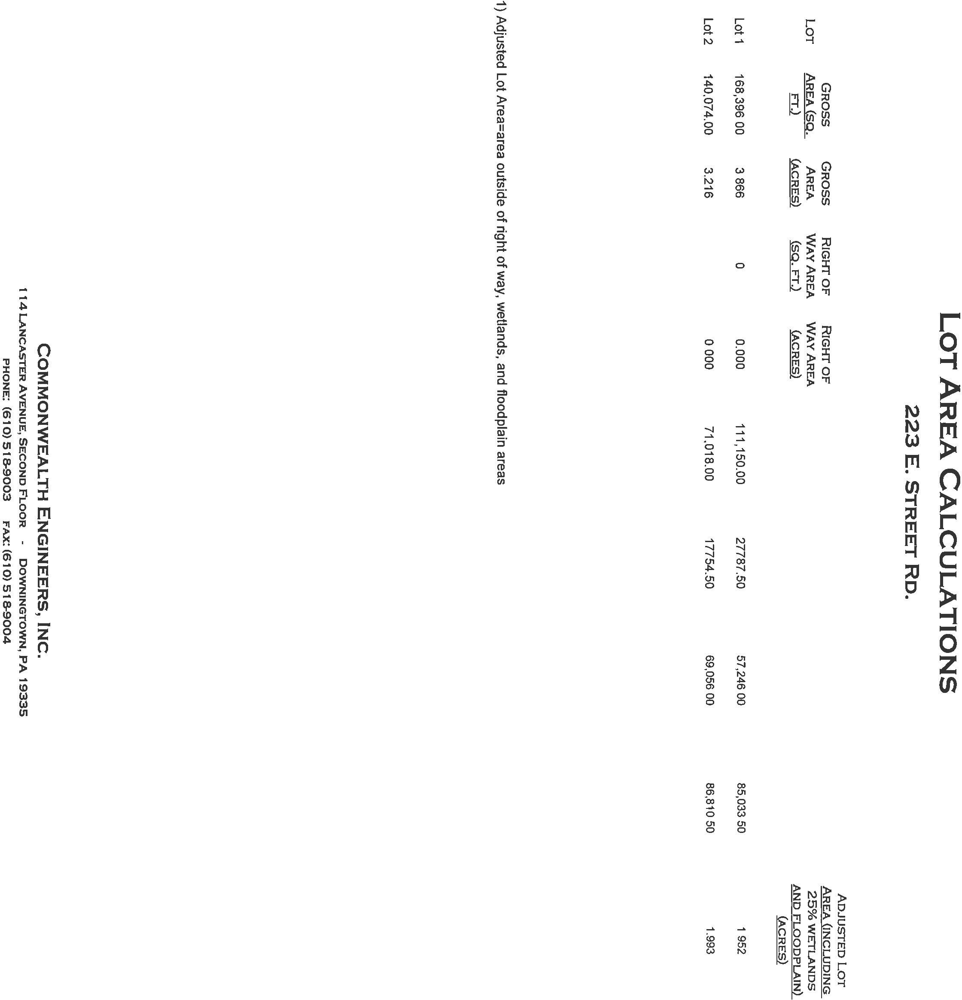 LOT AREA CALCULATIONS
223 E. STREET RD.
LOT
GROSS
AREA (SQ.
FT.)
GROSS
AREA
(ACRES)
RIGHT OF
WAY AREA
(SQ. FT.)
RIGHT OF
WAY AREA
(ACRES)
ADJUSTED LOT
AREA (INCLUDING
25% WETLANDS
AND FLOODPLAIN)
(ACRES)
Lot 1 168,396 00 3 866 0 0.000 111,150.00 27787.50 57,246 00 85,033 50 1 952
Lot 2 140,074.00 3.216 0 000 71,018.00 17754.50 69,056 00 86,810 50 1.993
1) Adjusted Lot Area=area outside of right of way, wetlands, and floodplain areas
COMMONWEALTH ENGINEERS, INC.
114 LANCASTER AVENUE, SECOND FLOOR - DOWNINGTOWN, PA 19335
PHONE: (610) 518-9003 FAX: (610) 518-9004